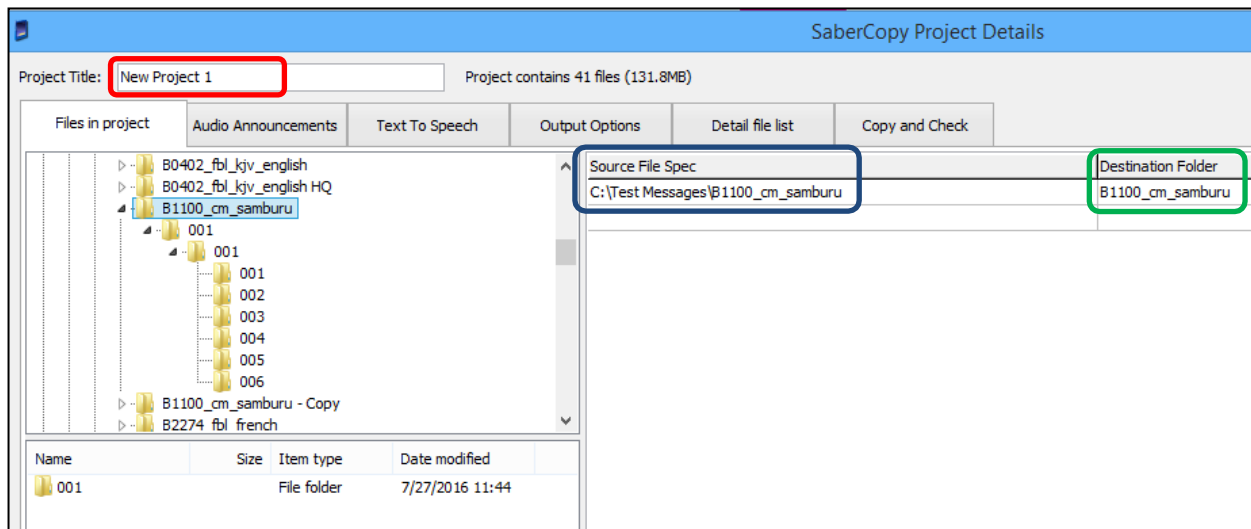 SaberCopy Project Details
Project Title: New Project 1 Project contains 41 files (131.8MB)
Files in project Audio Announcements Text To Speech Output Options Detail file list Copy and Check
B0402_fbl_kjv_english
B0402_fbl_kjv_english HQ
B1100_cm_samburu
001
001
001
002
003
004
005
006
B1100_cm_samburu - Copy
B2274_fbl_french
Source File Spec Destination Folder
C:\Test Messages\B1100_cm_samburu B1100_cm_samburu
Name Size Item type Date modified
001 File folder 7/27/2016 11:44